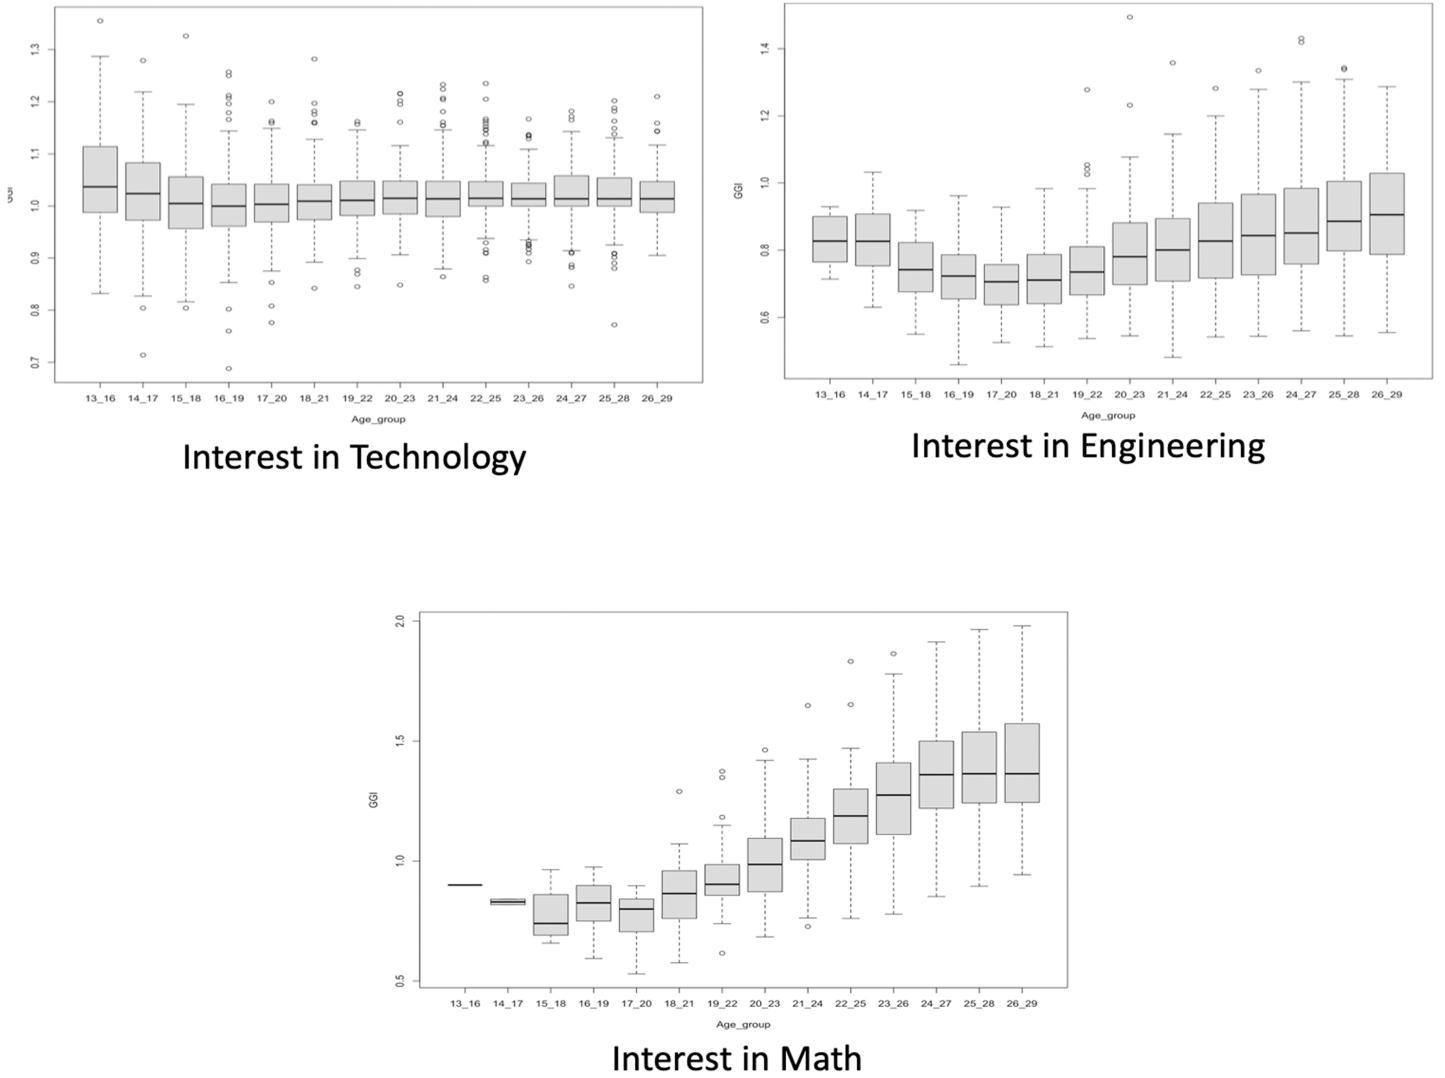 1.3
1.2
1.1
1.0
0.9
0.8
0.7
13_16 14_17 15_18 16_19 17_20 18_21 19_22 20_23 21_24 22_25 23_26 24_27 25_28 26_29
Age_group
Interest in Technology
GGI
1.4
1.2
1.0
0.8
0.6
13_16 14_17 15_18 16_19 17_20 18_21 19_22 20_23 21_24 22_25 23_26 24_27 25_28 26_29
Age_group
Interest in Engineering
GGI
2.0
1.5
1.0
0.5
13_16 14_17 15_18 16_19 17_20 18_21 19_22 20_23 21_24 22_25 23_26 24_27 25_28 26_29
Age_group
Interest in Math